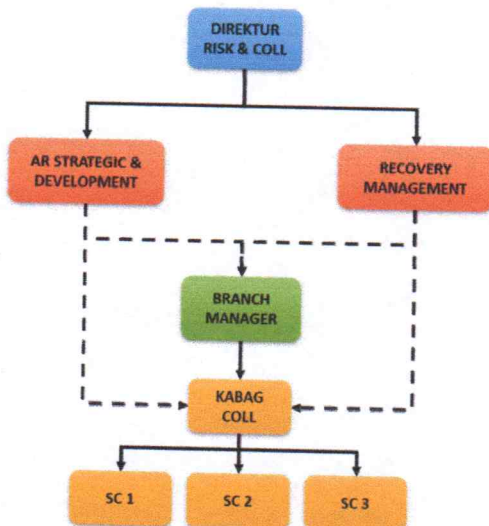 DIREKTUR
RISK & COLL
AR STRATEGIC &
DEVELOPMENT
RECOVERY
MANAGEMENT
BRANCH
MANAGER
KABAG
COLL
SC 1
SC 2
SC 3